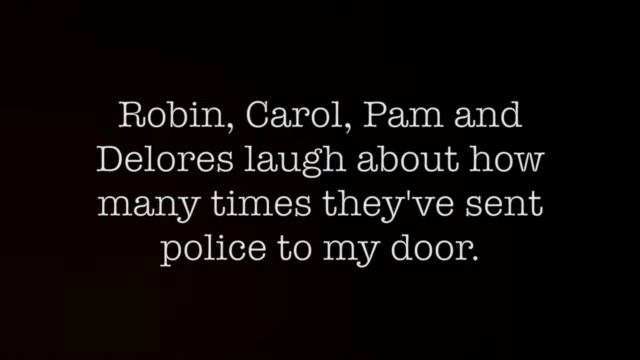 Robin, Carol, Pam and
Delores laugh about how
many times they've sent
police to my door.